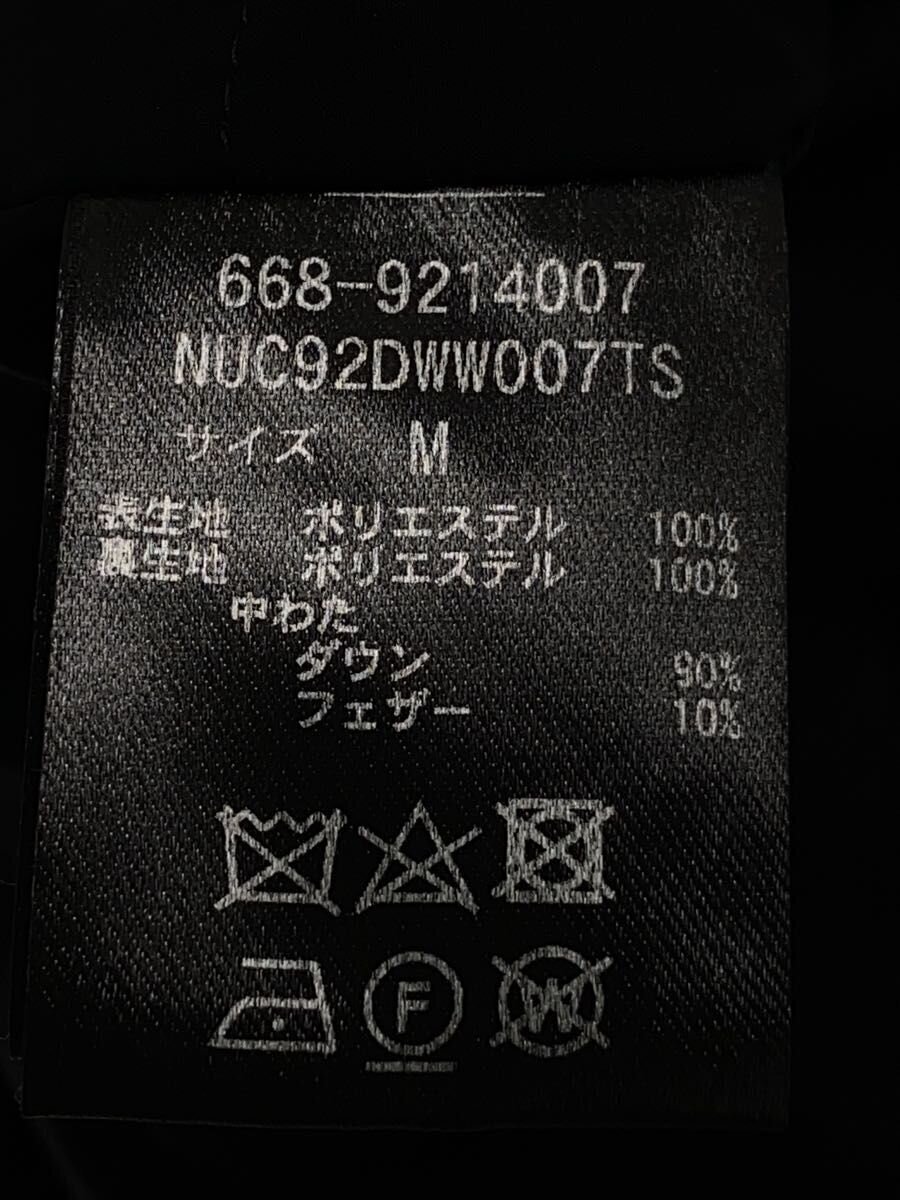 668-9214007
NUC92DWW007TS
サイズ M
表生地 ポリエステル 100%
裏生地 ポリエステル 100%
中わた
ダウン 90%
フェザー 10%
F
W